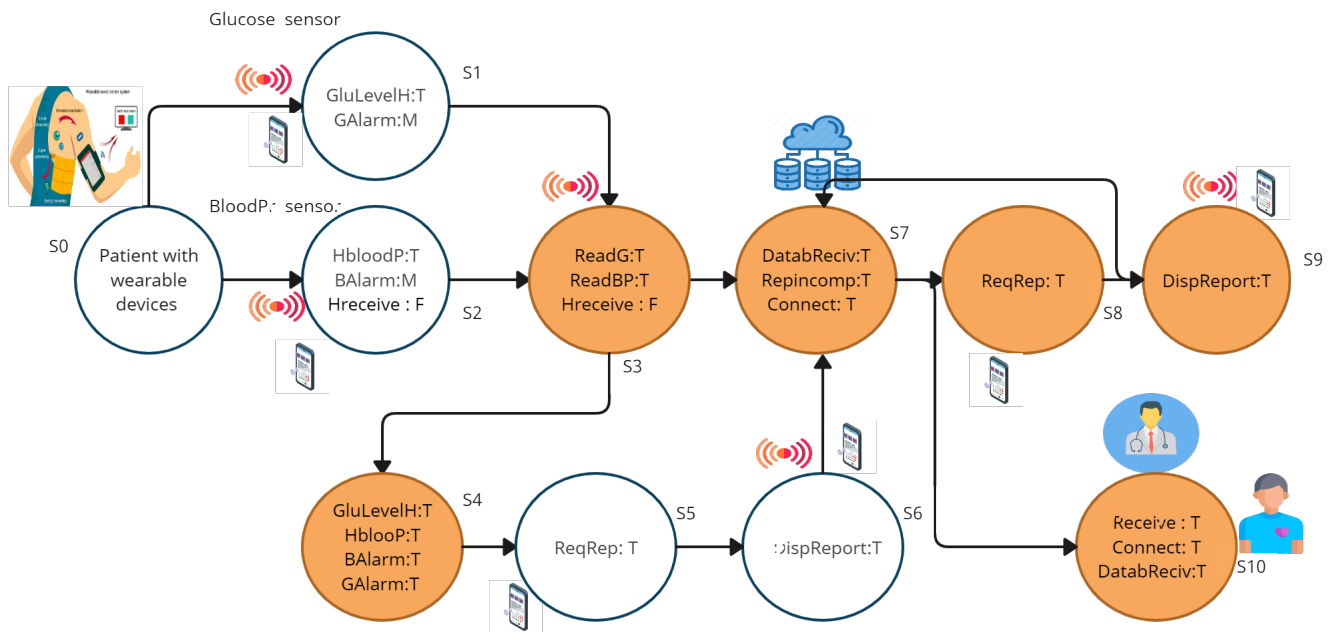 Glucose sensor
S1
GluLevelH:T
GAlarm:M
BloodP. senso.
S0
Patient with
wearable
devices
HbloodP:T
BAlarm:M
Hreceive : F
S2
ReadG:T
ReadBP:T
Hreceive : F
S3
S7
DatabReciv:T
Repincomp:T
Connect: T
ReqRep: T
S8
DispReport:T
S9
S4
GluLevelH:T
HblooP:T
BAlarm:T
GAlarm:T
S5
ReqRep: T
S6
ispReport:T
Receive : T
Connect: T
DatabReciv:T
S10